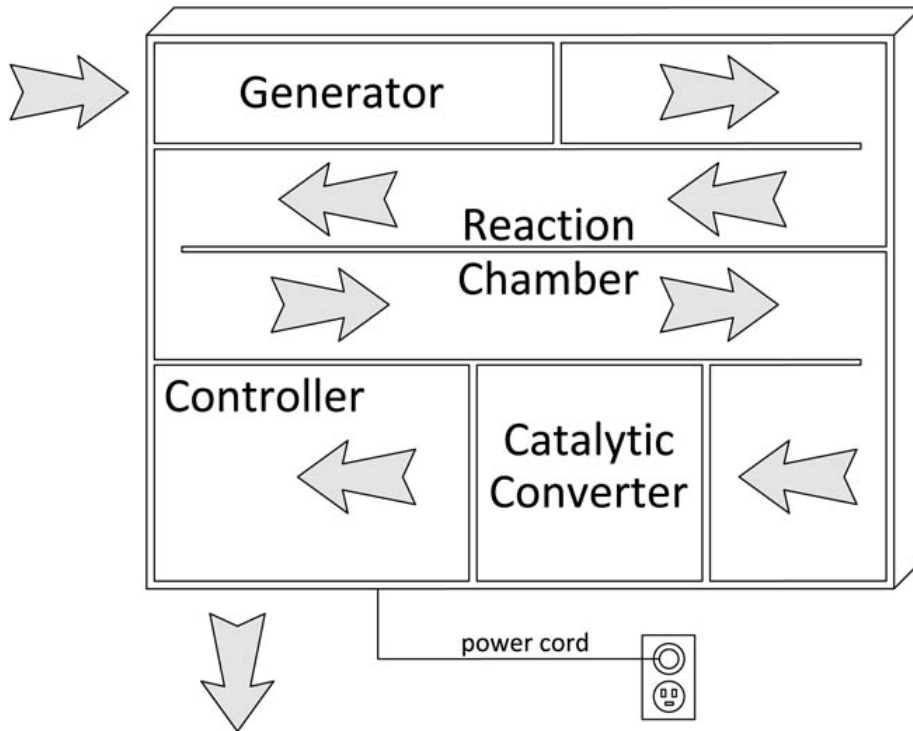 Generator
Reaction
Chamber
Controller
Catalytic
Converter
power cord